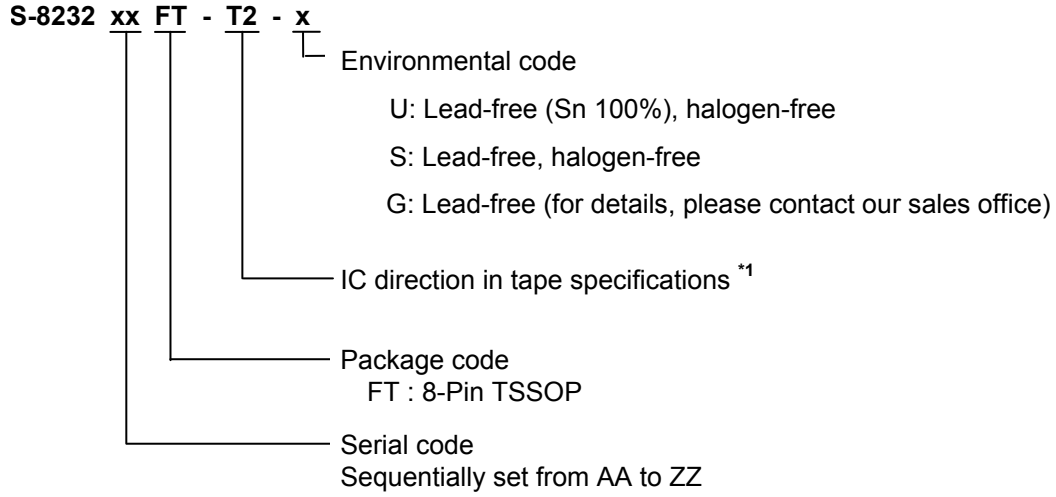 S-8232 xx FT - T2 - x
Environmental code
U: Lead-free (Sn 100%), halogen-free
S: Lead-free, halogen-free
G: Lead-free (for details, please contact our sales office)
IC direction in tape specifications *1
Package code
FT : 8-Pin TSSOP
Serial code
Sequentially set from AA to ZZ